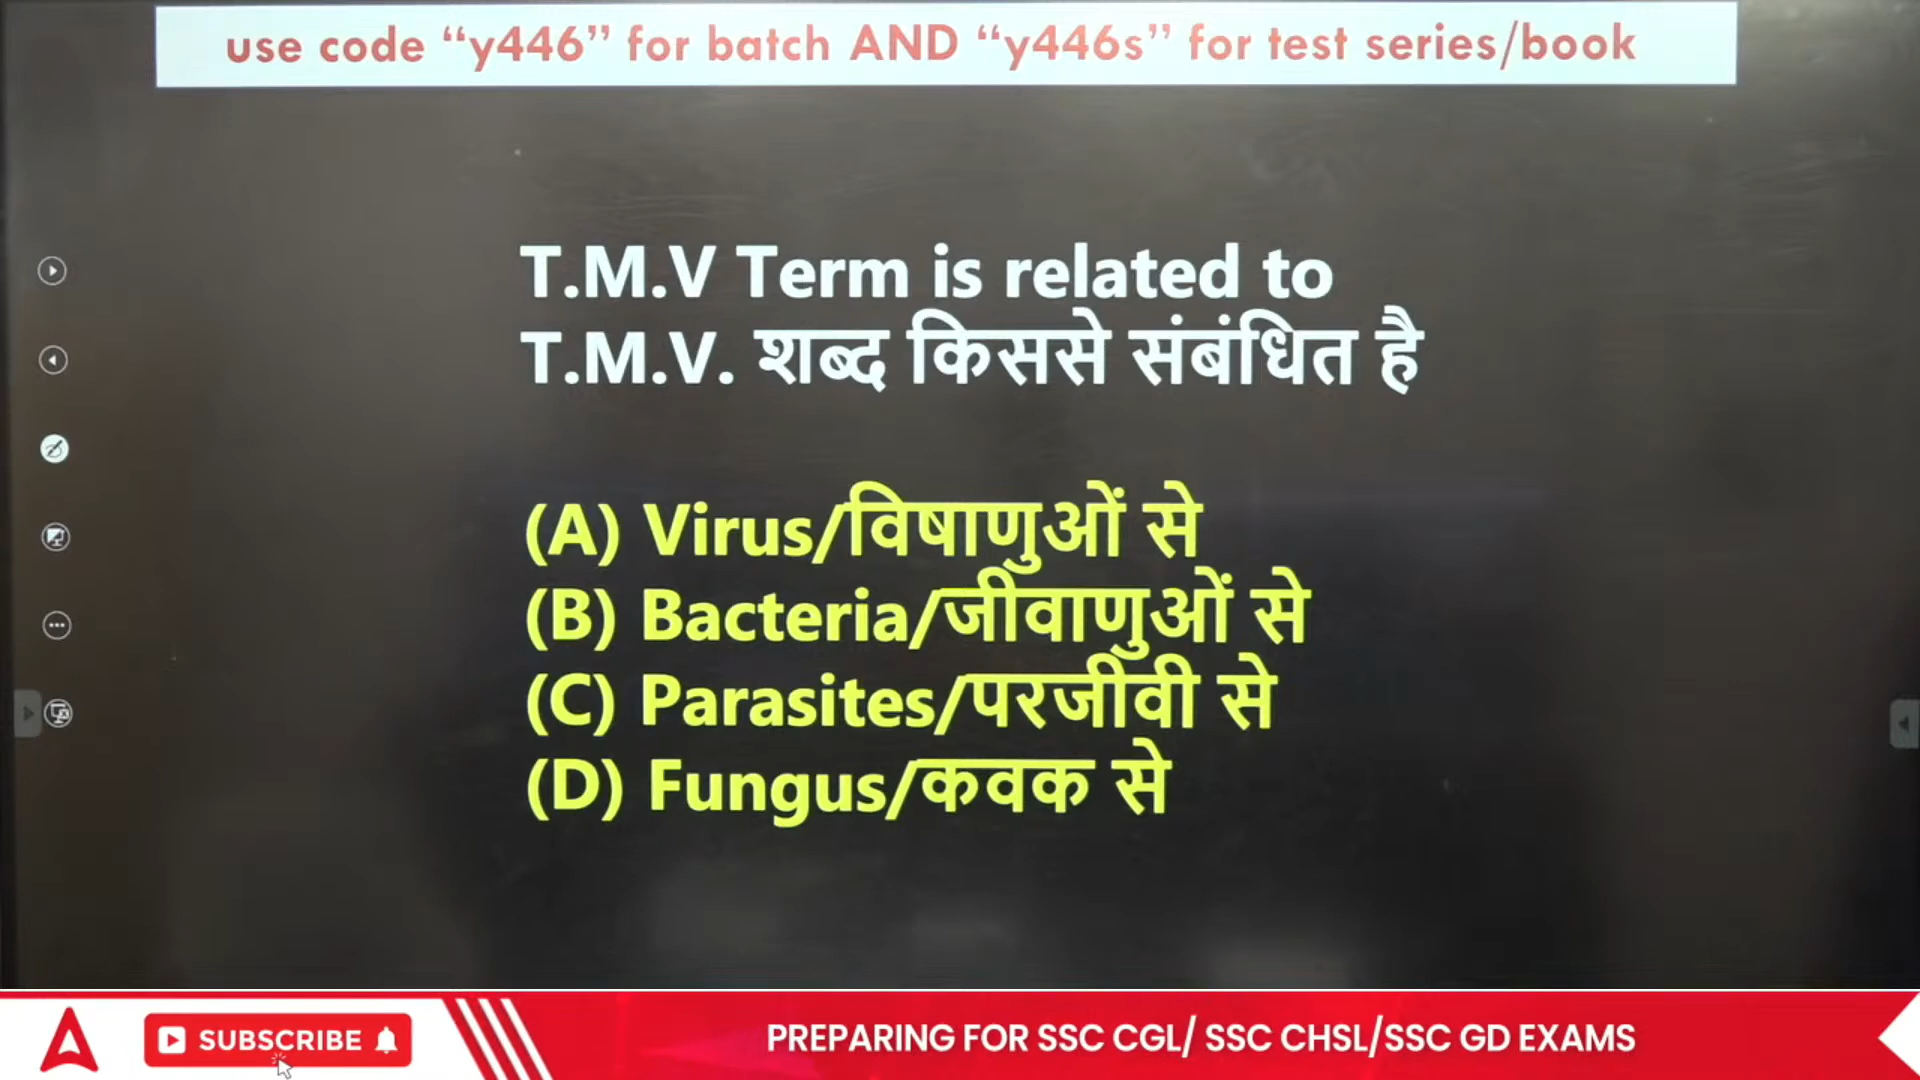 use code “y446” for batch AND “y446s” for test series/book
T.M.V Term is related to
T.M.V. शब्द किससे संबंधित है
(A) Virus/विषाणुओं से
(B) Bacteria/जीवाणुओं से
(C) Parasites/परजीवी से
(D) Fungus/कवक से
SUBSCRIBE
PREPARING FOR SSC CGL/ SSC CHSL/SSC GD EXAMS